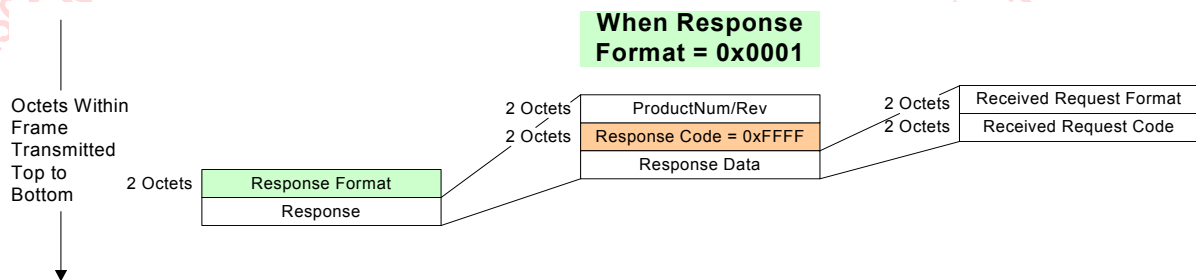 When Response
Format = 0x0001
Octets Within
Frame
Transmitted
Top to
Bottom
2 Octets
Response Format
Response
2 Octets
ProductNum/Rev
2 Octets
Response Code = 0xFFFF
Response Data
2 Octets
Received Request Format
2 Octets
Received Request Code